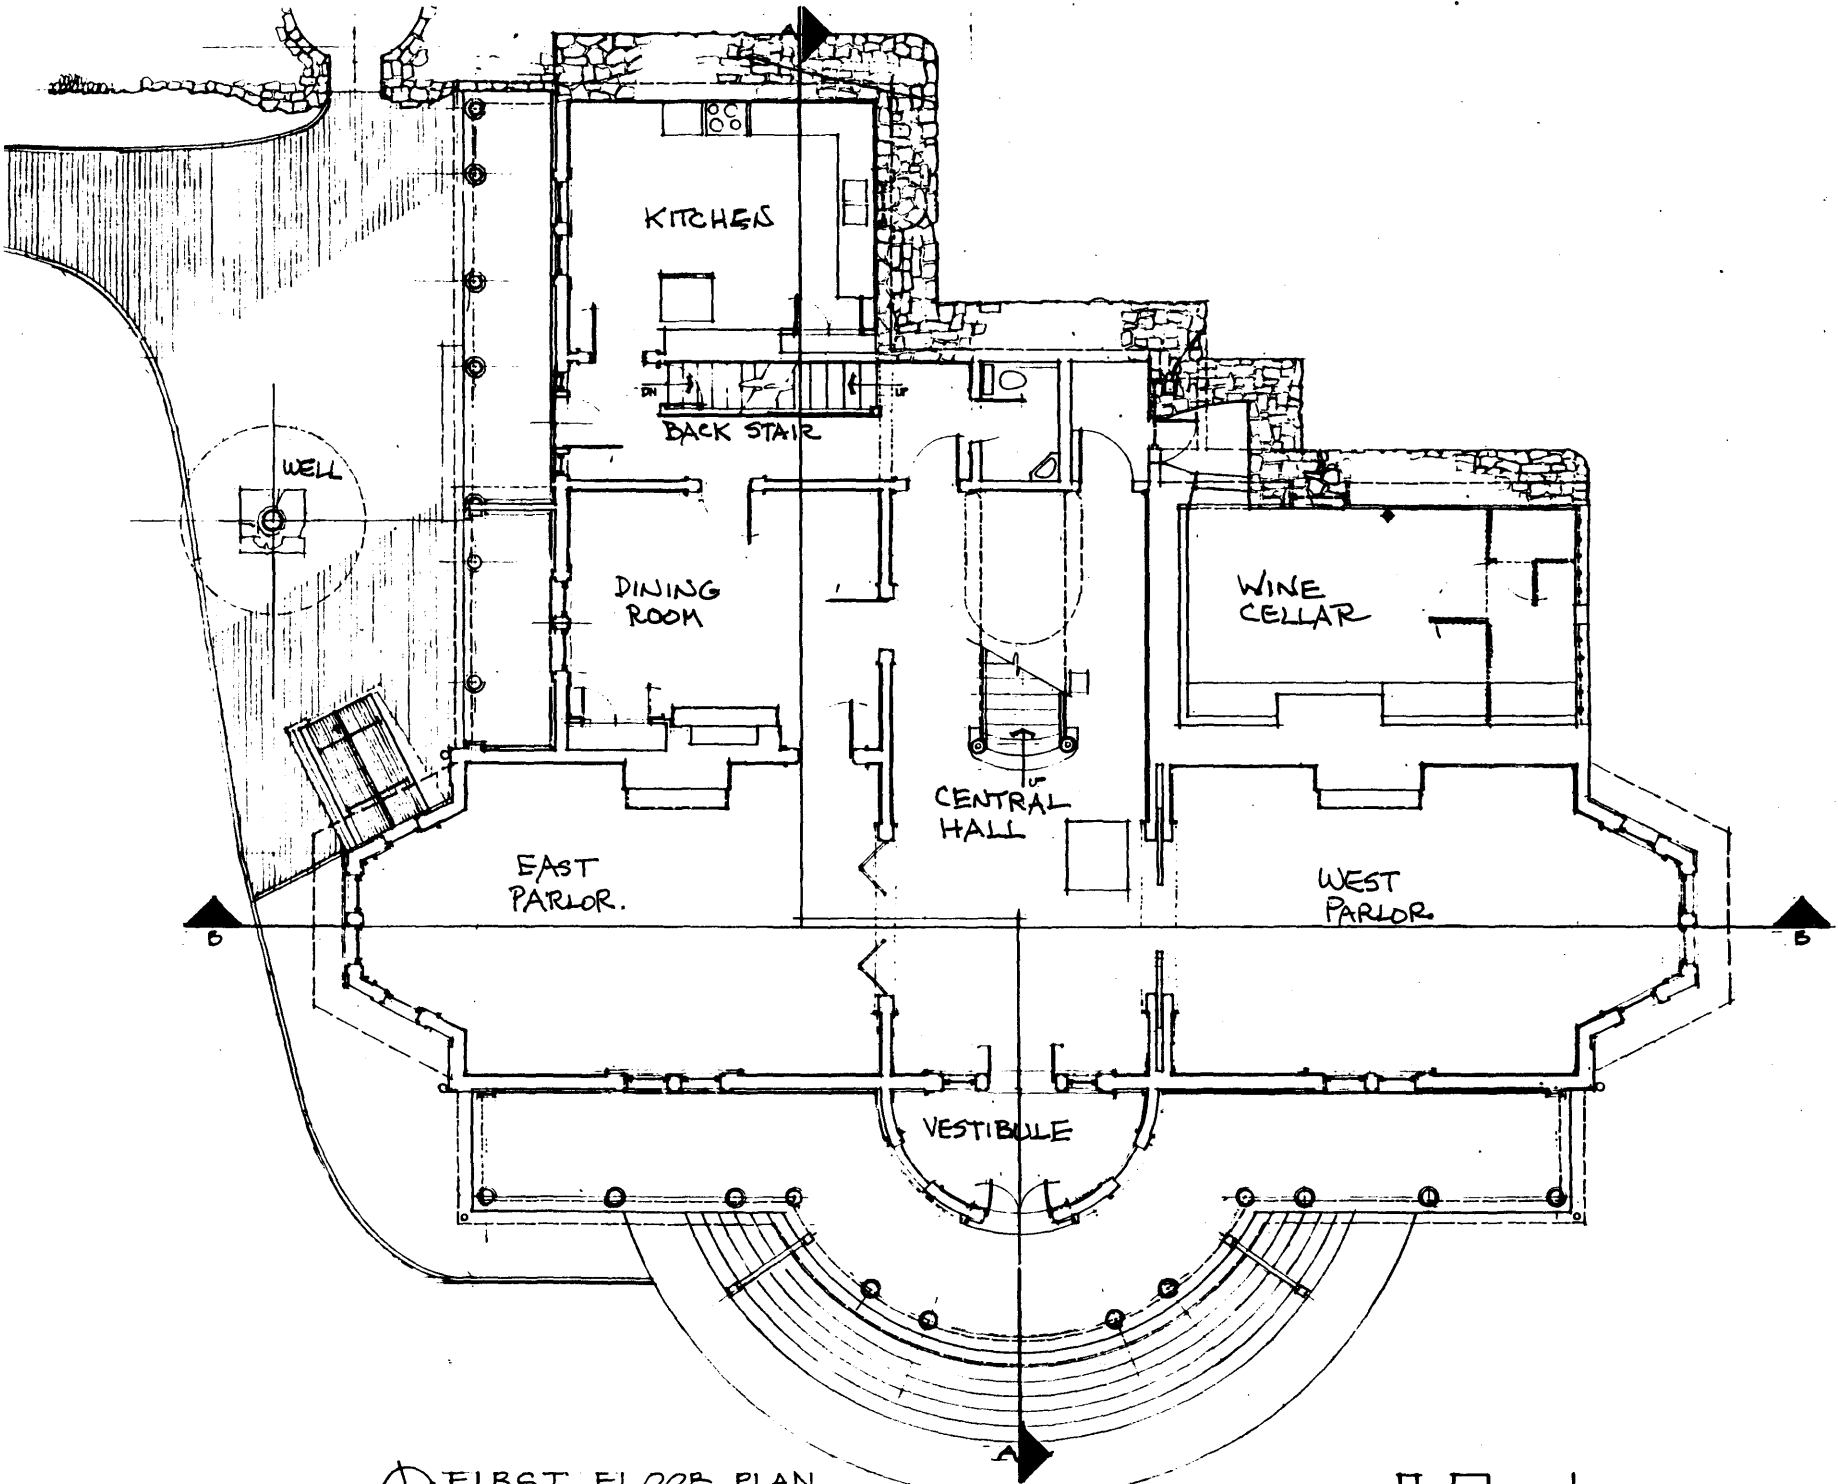 A
KITCHEN
DN
UP
BACK STAIR
WELL
DINING
ROOM
WINE
CELLAR
UP
CENTRAL
HALL
EAST
PARLOR.
WEST
PARLOR.
B
B
VESTIBULE
A
FIRST FLOOR PLAN